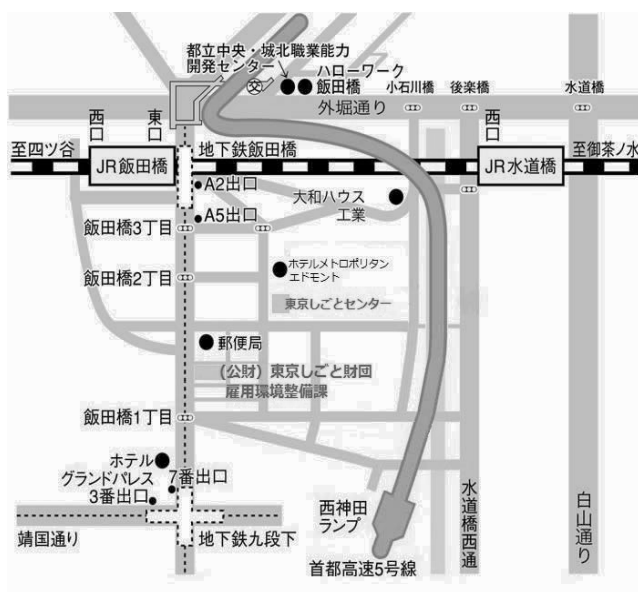 都立中央・城北職業能力
開発センター
ハローワーク
飯田橋
小石川橋
後楽橋
水道橋
外堀通り
西口
東口
西口
至四ツ谷
JR飯田橋
地下鉄飯田橋
JR水道橋
至御茶ノ水
A2出口
大和ハウス
工業
A5出口
飯田橋3丁目
ホテルメトロポリタン
エドモント
飯田橋2丁目
東京しごとセンター
郵便局
(公財)東京しごと財団
雇用環境整備課
飯田橋1丁目
ホテル
グランドパレス
7番出口
3番出口
西神田
ランプ
水道橋西通
白山通り
靖国通り
地下鉄九段下
首都高速5号線